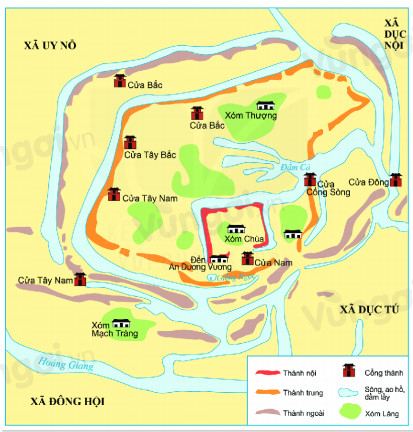 XÃ UY NỖ
XÃ
DỤC
NỘI
Cửa Bắc
Cửa Bắc
Xóm Thượng
Cửa Tây Bắc
Đầm Cả
Cửa
Cống Sông
Cửa Đông
Cửa Tây Nam
Xóm Chùa
Đền
An Dương Vương
Cửa Nam
Cửa Tây Nam
XÃ DỤC TÚ
Xóm
Mạch Tràng
Hoàng Giang
XÃ ĐÔNG HỘI
Thành nội
Cổng thành
Thành trung
Sông, ao hồ,
đầm lầy
Thành ngoài
Xóm Làng
Vungoi.vn